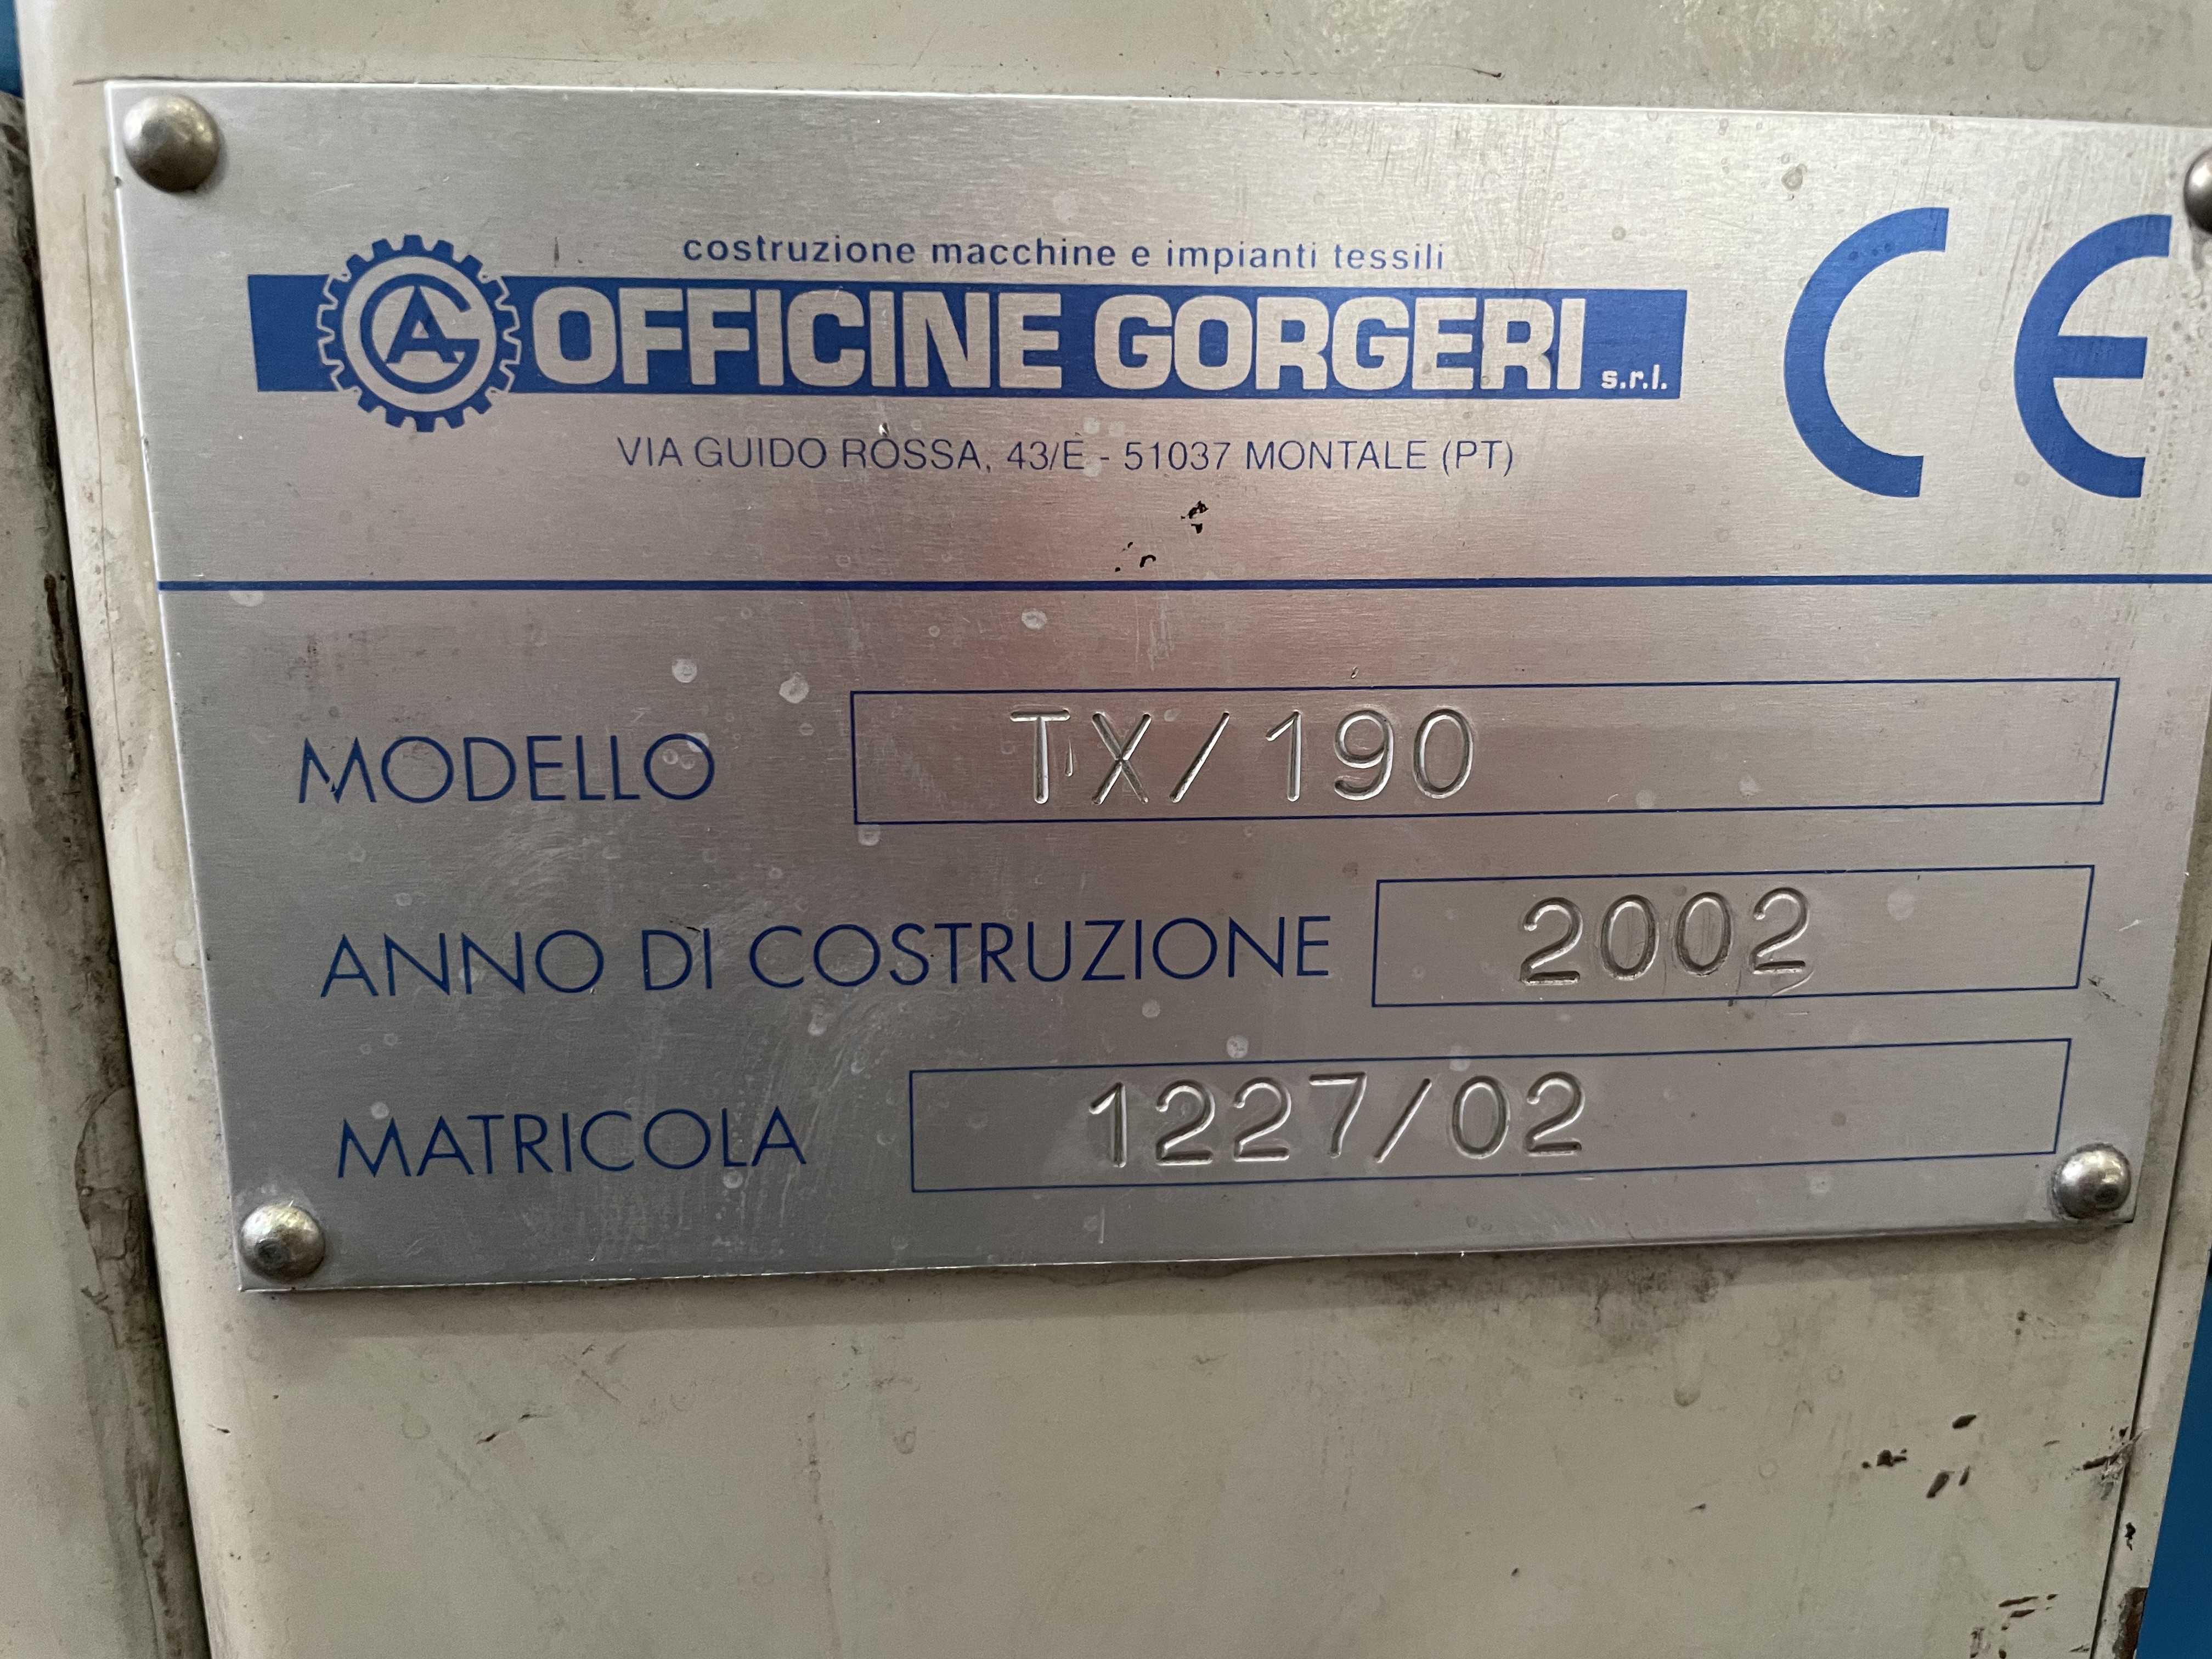 costruzione macchine e impianti tessili
AG OFFICINE GORGERI s.r.l.
VIA GUIDO ROSSA, 43/E - 51037 MONTALE (PT)
CE
MODELLO TX/190
ANNO DI COSTRUZIONE 2002
MATRICOLA 1227/02